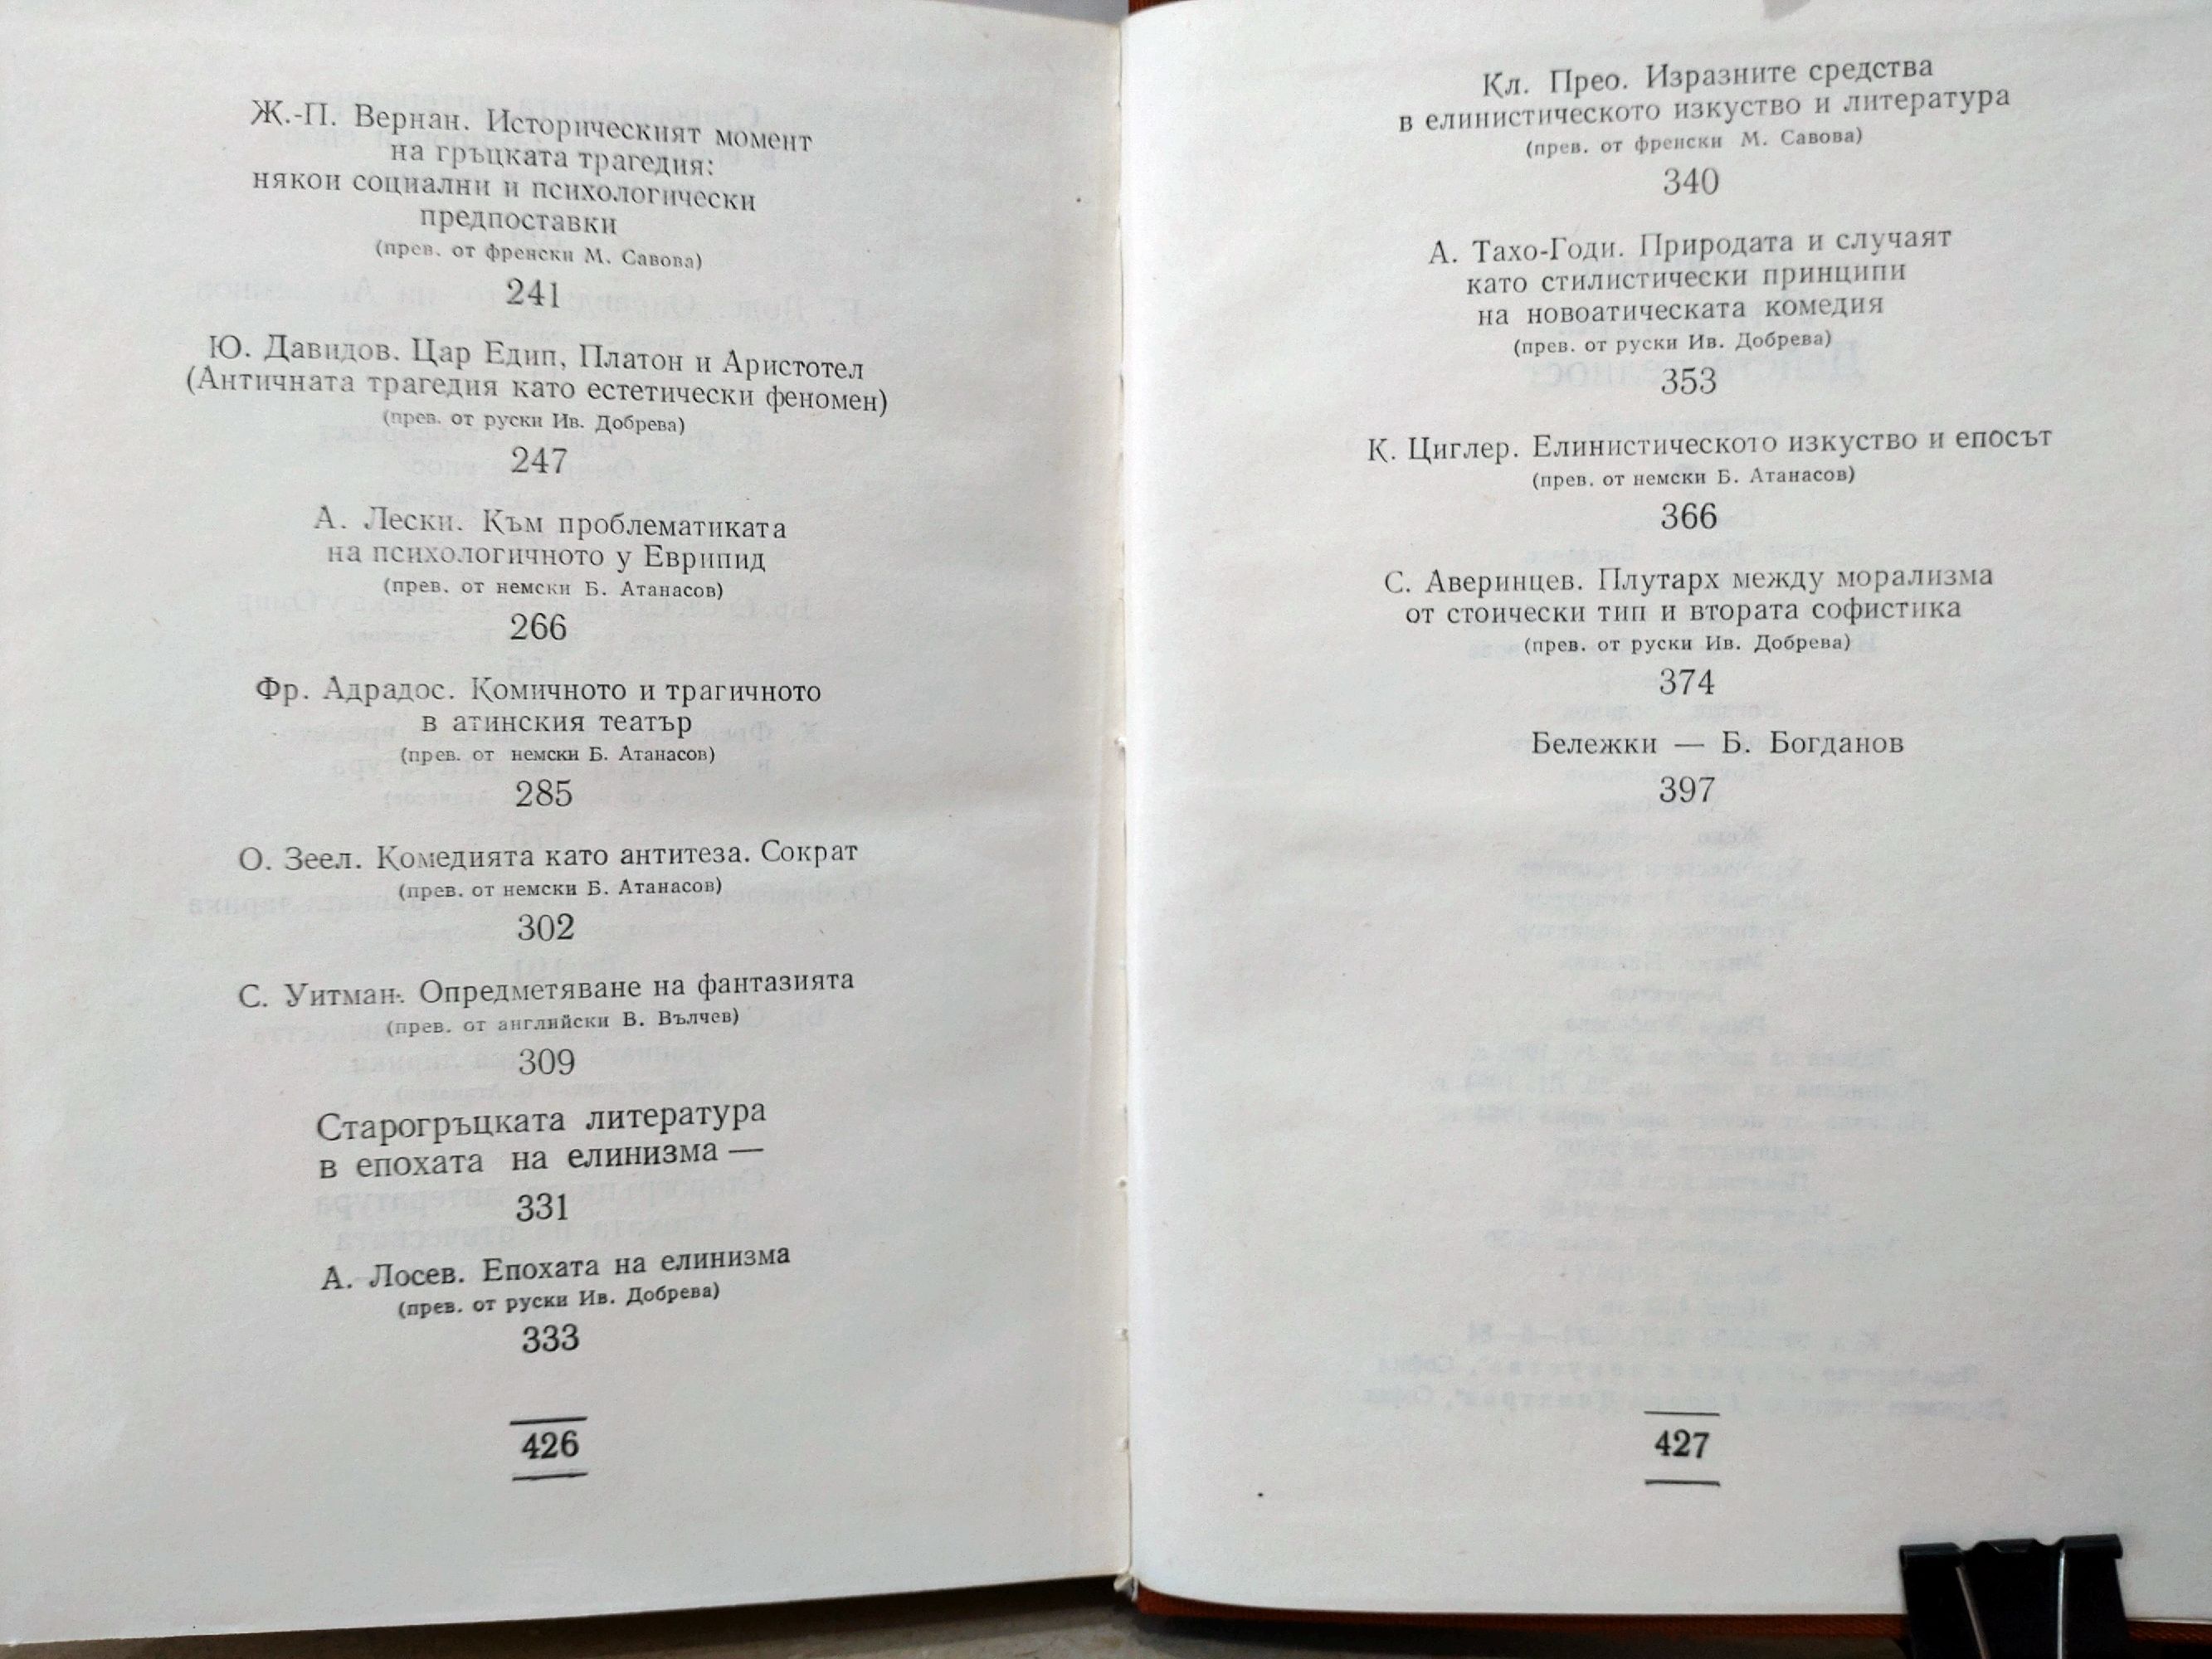 Ж.-П. Вернан. Историческият момент
на гръцката трагедия:
някои социални и психологически
предпоставки
(прев. от френски М. Савова)
241
Ю. Давидов. Цар Едип, Платон и Аристотел
(Античната трагедия като естетически феномен)
(прев. от руски Ив. Добрева)
247
А. Лески. Към проблематиката
на психологичното у Еврипид
(прев. от немски Б. Атанасов)
266
Фр. Адрадос. Комичното и трагичното
в атинския театър
(прев. от немски Б. Атанасов)
285
О. Зеел. Комедията като антитеза. Сократ
(прев. от немски Б. Атанасов)
302
С. Уитман. Опредметяване на фантазията
(прев. от английски В. Вълчев)
309
Старогръцката литература
в епохата на елинизма —
331
А. Лосев. Епохата на елинизма
(прев. от руски Ив. Добрева)
333
426
Кл. Прео. Изразните средства
в елинистическото изкуство и литература
(прев. от френски М. Савова)
340
А. Тахо-Годи. Природата и случаят
като стилистически принципи
на новоатическата комедия
(прев. от руски Ив. Добрева)
353
К. Циглер. Елинистическото изкуство и епосът
(прев. от немски Б. Атанасов)
366
С. Аверинцев. Плутарх между морализма
от стоически тип и втората софистика
(прев. от руски Ив. Добрева)
374
Бележки — Б. Богданов
397
427